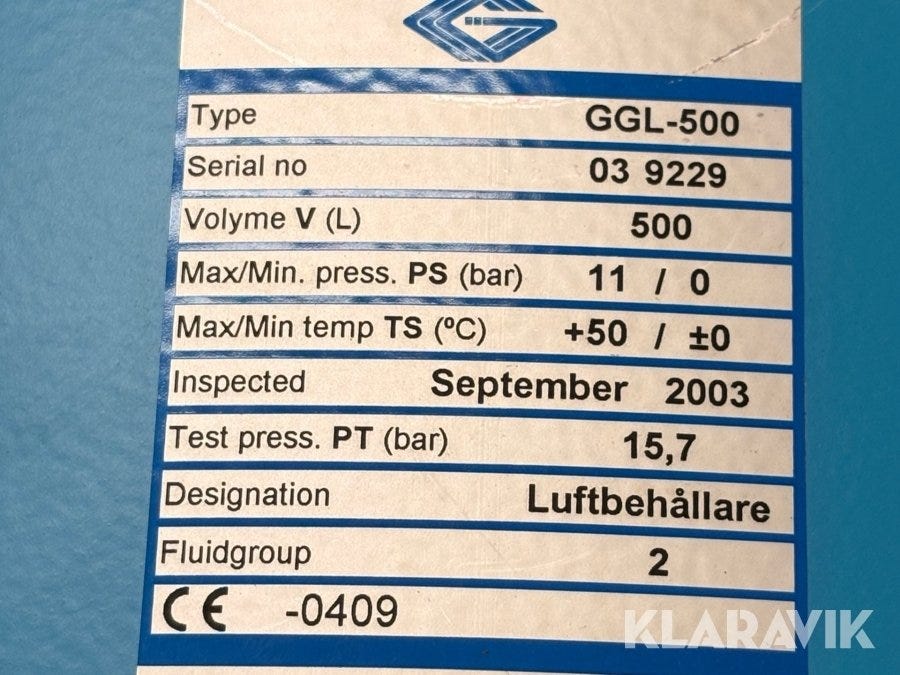 Type GGL-500
Serial no 03 9229
Volyme V (L) 500
Max/Min. press. PS (bar) 11 / 0
Max/Min temp TS (ºC) +50 / ±0
Inspected September 2003
Test press. PT (bar) 15,7
Designation Luftbehållare
Fluidgroup 2
CE -0409
KLARAVIK